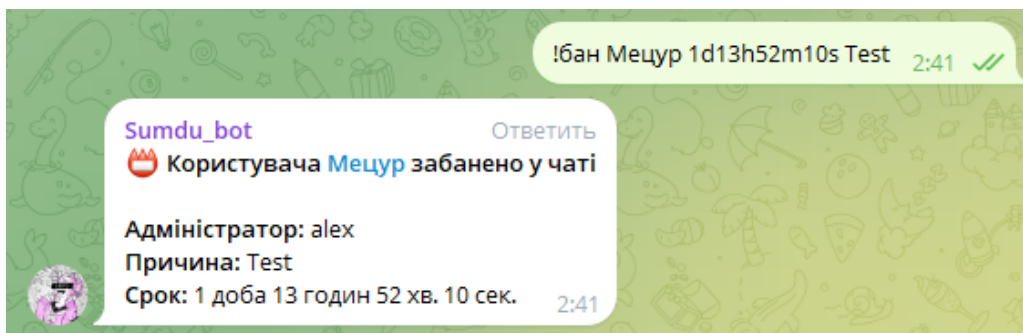 !бан Мецур 1d13h52m10s Test 2:41
Sumdu_bot Ответить
Користувача Мецур забанено у чаті
Адміністратор: alex
Причина: Test
Срок: 1 доба 13 годин 52 хв. 10 сек. 2:41